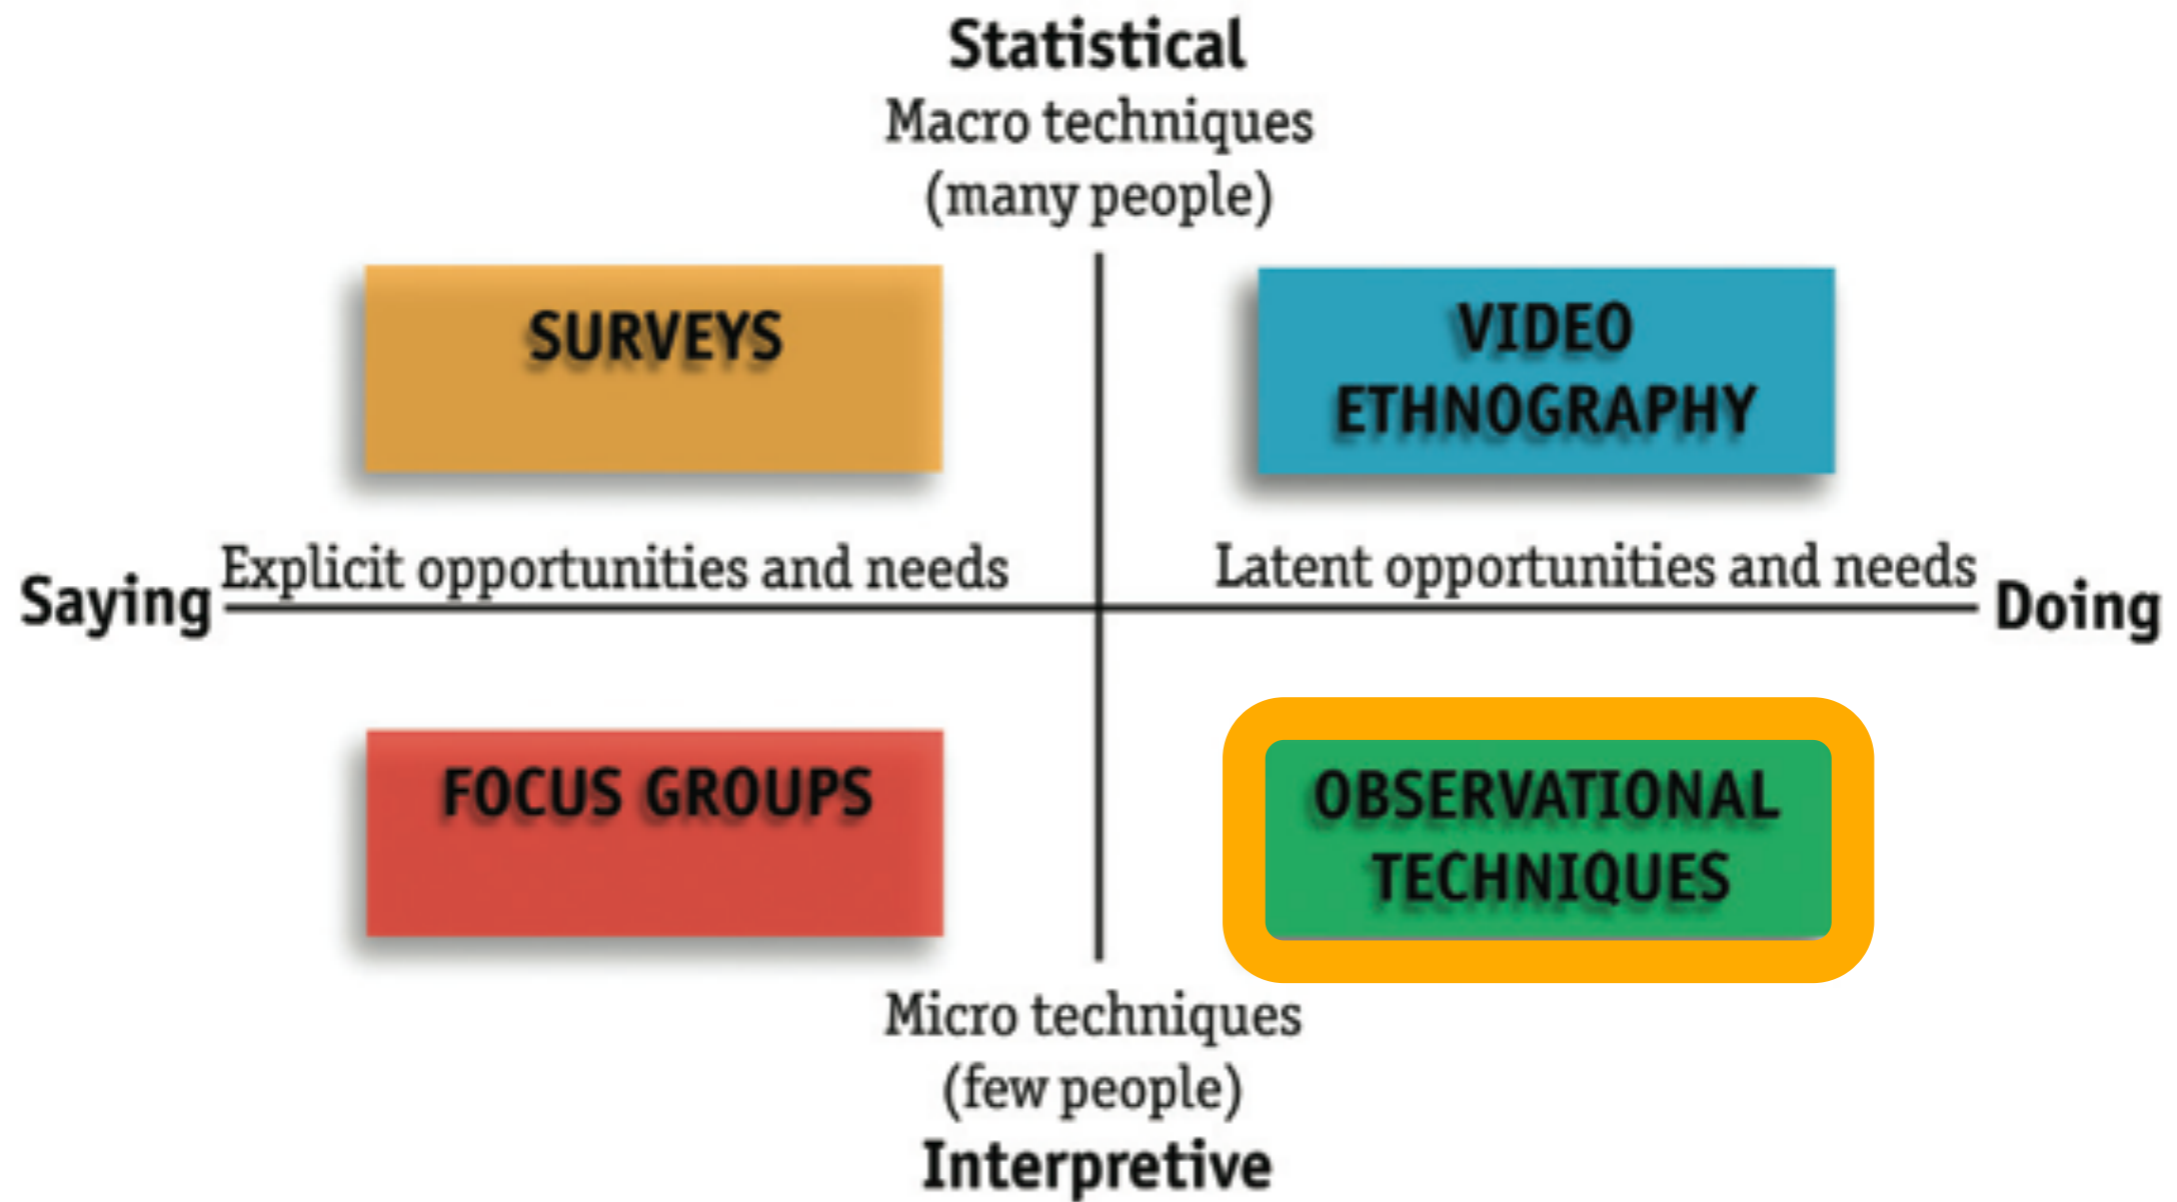 Statistical
Macro techniques
(many people)
SURVEYS
VIDEO
ETHNOGRAPHY
Explicit opportunities and needs
Latent opportunities and needs
Saying
Doing
FOCUS GROUPS
OBSERVATIONAL
TECHNIQUES
Micro techniques
(few people)
Interpretive